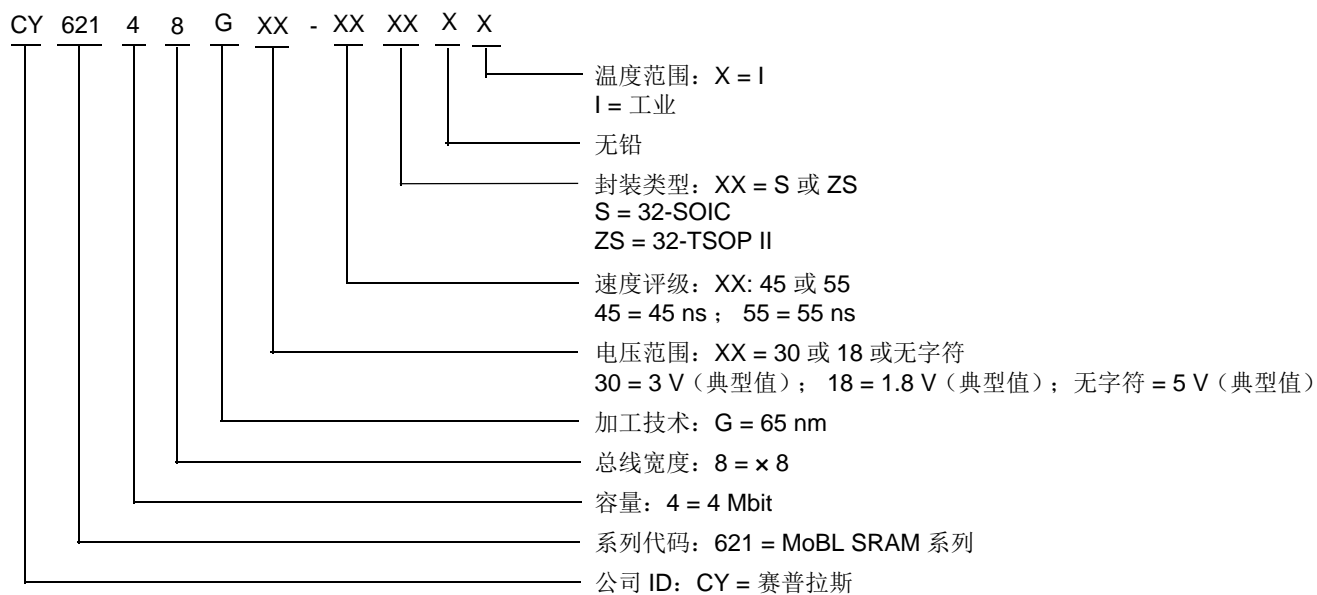 CY 621 4 8 G XX - XX XX X X
温度范围：X = I
I = 工业
无铅
封装类型：XX = S 或 ZS
S = 32-SOIC
ZS = 32-TSOP II
速度评级：XX: 45 或 55
45 = 45 ns ； 55 = 55 ns
电压范围：XX = 30 或 18 或无字符
30 = 3 V（典型值）； 18 = 1.8 V（典型值）；无字符 = 5 V（典型值）
加工技术：G = 65 nm
总线宽度：8 = × 8
容量：4 = 4 Mbit
系列代码：621 = MoBL SRAM 系列
公司 ID：CY = 赛普拉斯